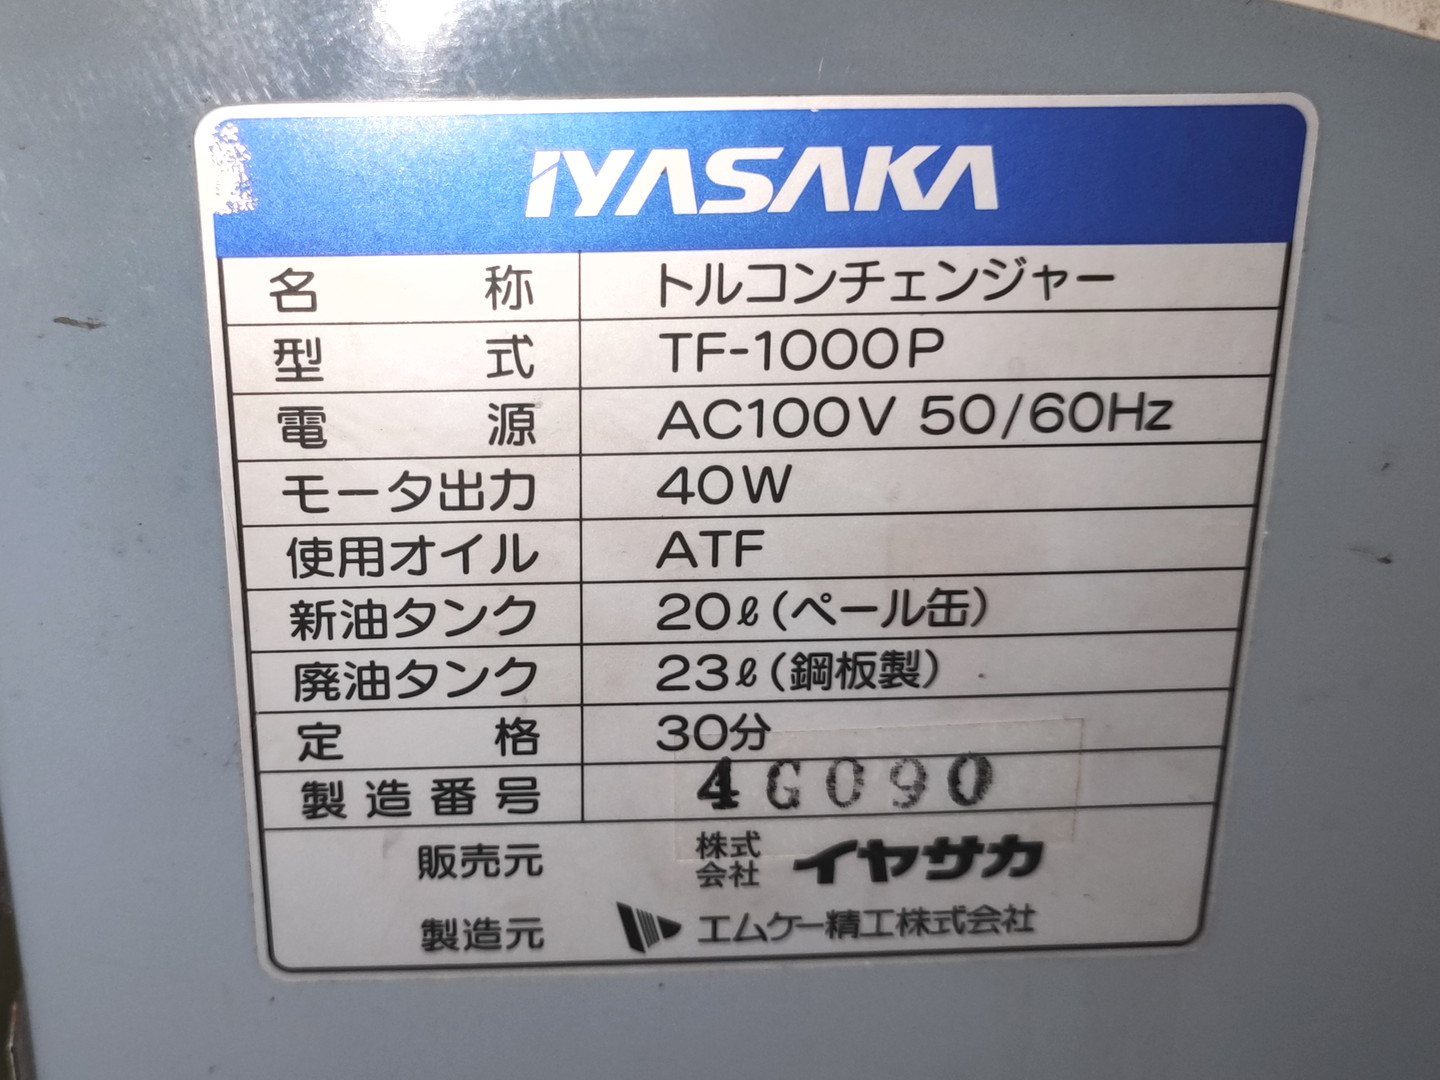 IYASAKA
名称 トルコンチェンジャー
型式 TF-1000P
電源 AC100V 50/60Hz
モータ出力 40W
使用オイル ATF
新油タンク 20ℓ(ペール缶)
廃油タンク 23ℓ(鋼板製)
定格 30分
製造番号 4G090
販売元 株式会社 イヤサカ
製造元 エムケー精工株式会社